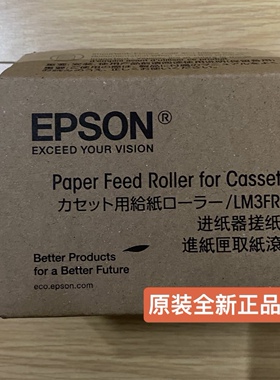 EPSON®
EXCEED YOUR VISION
Paper Feed Roller for Casset
カセット用給紙ローラー/LM3FR
进纸器搓纸
進紙匣取紙滾
Better Products
for a Better Future
eco.epson.com
原装全新正品